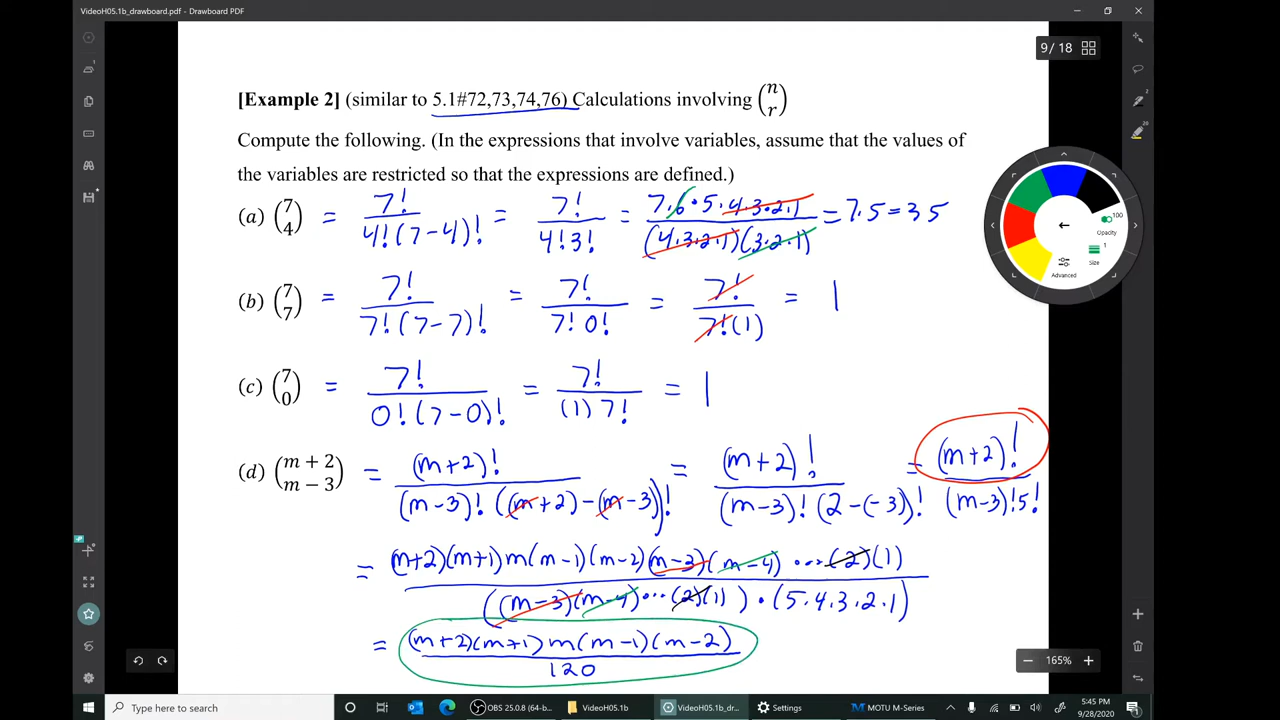 VideoH05.1b_drawboard.pdf - Drawboard PDF
9 / 18
[Example 2] (similar to 5.1#72,73,74,76) Calculations involving (n r)
Compute the following. (In the expressions that involve variables, assume that the values of
the variables are restricted so that the expressions are defined.)
(a) (7 4) = 7! / 4!(7-4)! = 7! / 4!3! = 7·6·5·4·3·2·1 / (4·3·2·1)(3·2·1) = 7·5 = 35
(b) (7 7) = 7! / 7!(7-7)! = 7! / 7!0! = 7! / 7!(1) = 1
(c) (7 0) = 7! / 0!(7-0)! = 7! / (1)7! = 1
(d) (m + 2 m − 3) = (m+2)! / (m-3)!((m+2)-(m-3))! = (m+2)! / (m-3)!(2-(-3))! = (m+2)! / (m-3)!5!
= (m+2)(m+1)m(m-1)(m-2)(m-3)(m-4)···(2)(1) / ((m-3)(m-4)···(2)(1))·(5·4·3·2·1)
= (m+2)(m+1)m(m-1)(m-2) / 120
100
Opacity
1
Size
Advanced
165%
Type here to search
OBS 25.0.8 (64-b...
VideoH05.1b
VideoH05.1b_dr...
Settings
MOTU M-Series
5:45 PM
9/28/2020